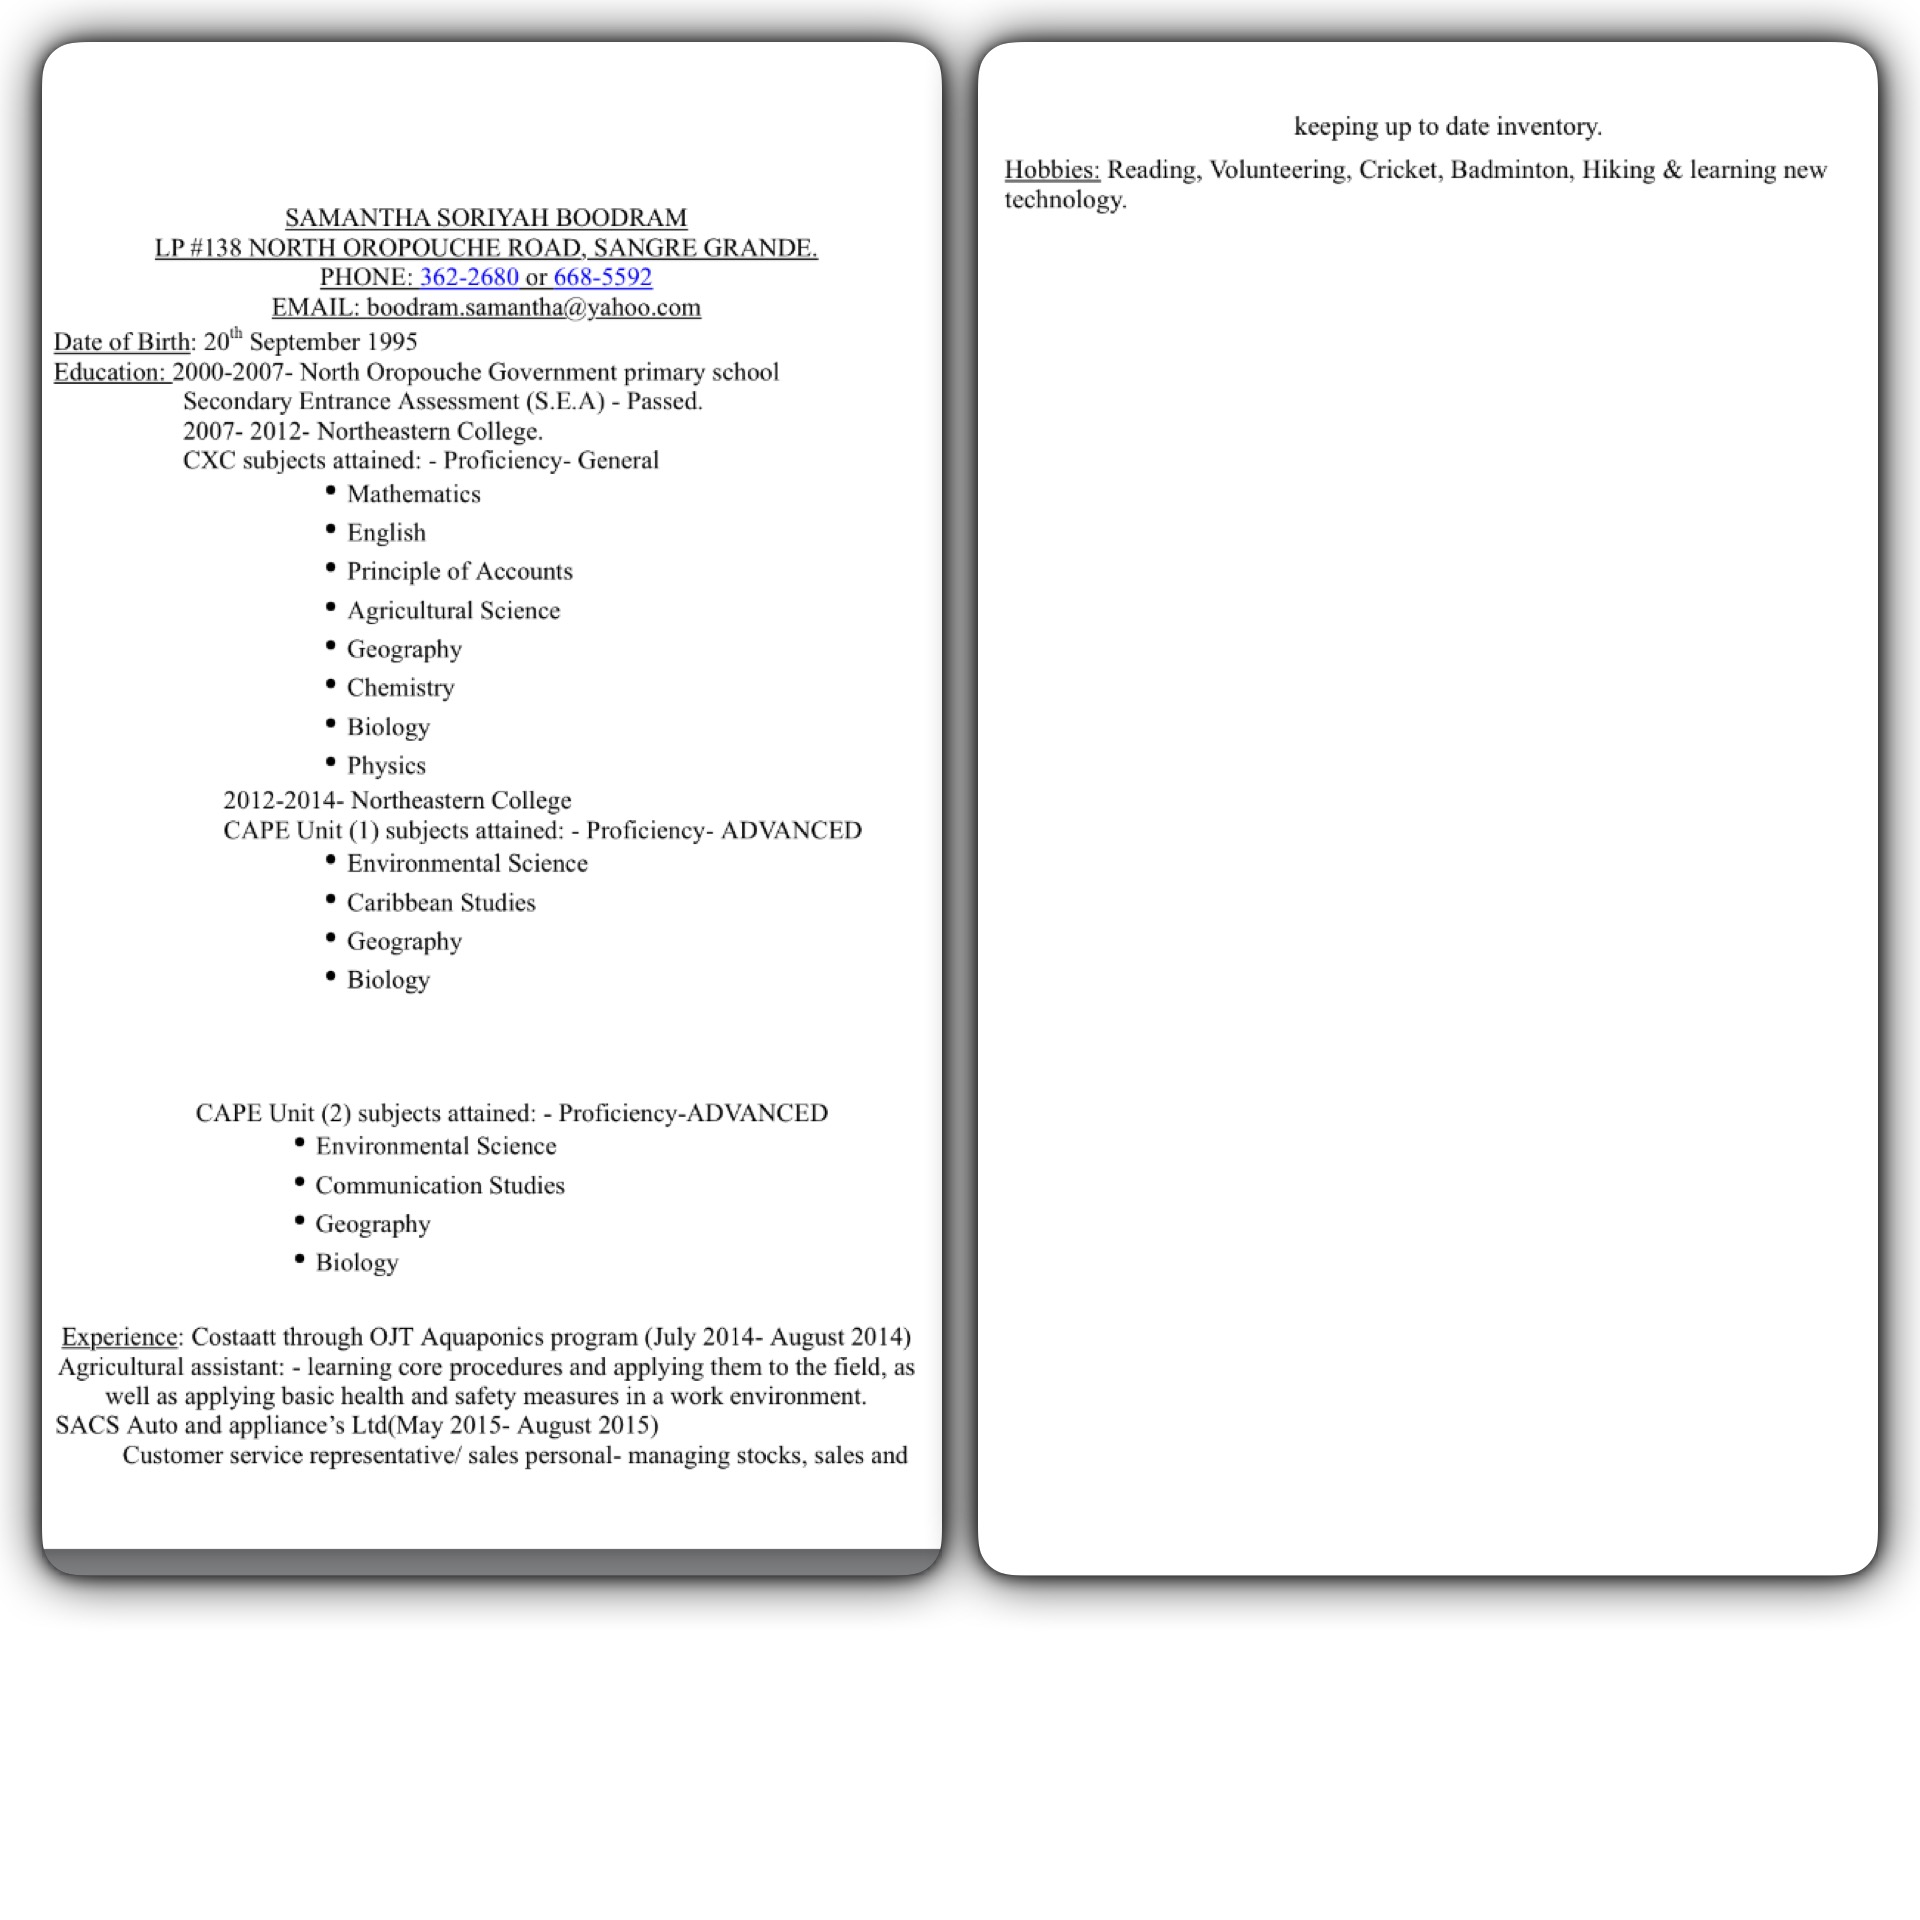 SAMANTHA SORIYAH BOODRAM
LP #138 NORTH OROPOUCHE ROAD, SANGRE GRANDE.
PHONE: 362-2680 or 668-5592
EMAIL: boodram.samantha@yahoo.com
Date of Birth: 20th September 1995
Education: 2000-2007- North Oropouche Government primary school
Secondary Entrance Assessment (S.E.A) - Passed.
2007- 2012- Northeastern College.
CXC subjects attained: - Proficiency- General
• Mathematics
• English
• Principle of Accounts
• Agricultural Science
• Geography
• Chemistry
• Biology
• Physics
2012-2014- Northeastern College
CAPE Unit (1) subjects attained: - Proficiency- ADVANCED
• Environmental Science
• Caribbean Studies
• Geography
• Biology
CAPE Unit (2) subjects attained: - Proficiency-ADVANCED
• Environmental Science
• Communication Studies
• Geography
• Biology
Experience: Costaatt through OJT Aquaponics program (July 2014- August 2014)
Agricultural assistant: - learning core procedures and applying them to the field, as
well as applying basic health and safety measures in a work environment.
SACS Auto and appliance’s Ltd(May 2015- August 2015)
Customer service representative/ sales personal- managing stocks, sales and
keeping up to date inventory.
Hobbies: Reading, Volunteering, Cricket, Badminton, Hiking & learning new
technology.